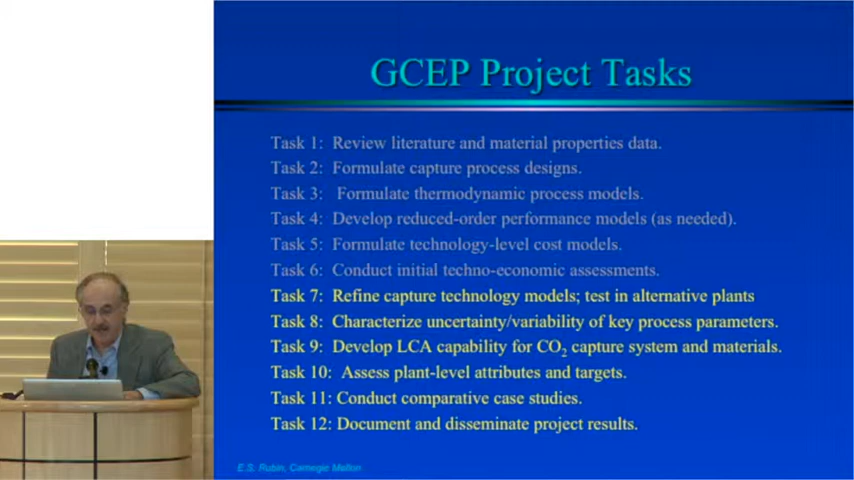 GCEP Project Tasks
Task 1: Review literature and material properties data.
Task 2: Formulate capture process designs.
Task 3: Formulate thermodynamic process models.
Task 4: Develop reduced-order performance models (as needed).
Task 5: Formulate technology-level cost models.
Task 6: Conduct initial techno-economic assessments.
Task 7: Refine capture technology models; test in alternative plants
Task 8: Characterize uncertainty/variability of key process parameters.
Task 9: Develop LCA capability for CO₂ capture system and materials.
Task 10: Assess plant-level attributes and targets.
Task 11: Conduct comparative case studies.
Task 12: Document and disseminate project results.
E.S. Rubin, Carnegie Mellon